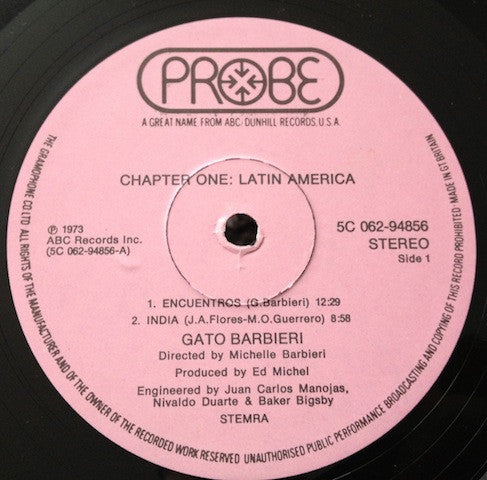 PROBE
A GREAT NAME FROM ABC-DUNHILL RECORDS, U.S.A.
CHAPTER ONE: LATIN AMERICA
℗ 1973
ABC Records Inc.
(5C 062-94856-A)
5C 062-94856
STEREO
Side 1
1. ENCUENTROS (G.Barbieri) 12:29
2. INDIA (J.A.Flores-M.O.Guerrero) 8:58
GATO BARBIERI
Directed by Michelle Barbieri
Produced by Ed Michel
Engineered by Juan Carlos Manojas,
Nivaldo Duarte & Baker Bigsby
STEMRA
THE GRAMOPHONE CO LTD ALL RIGHTS OF THE MANUFACTURER AND OF THE OWNER OF THE RECORDED WORK RESERVED UNAUTHORISED PUBLIC PERFORMANCE BROADCASTING AND COPYING OF THIS RECORD PROHIBITED · MADE IN GT BRITAIN